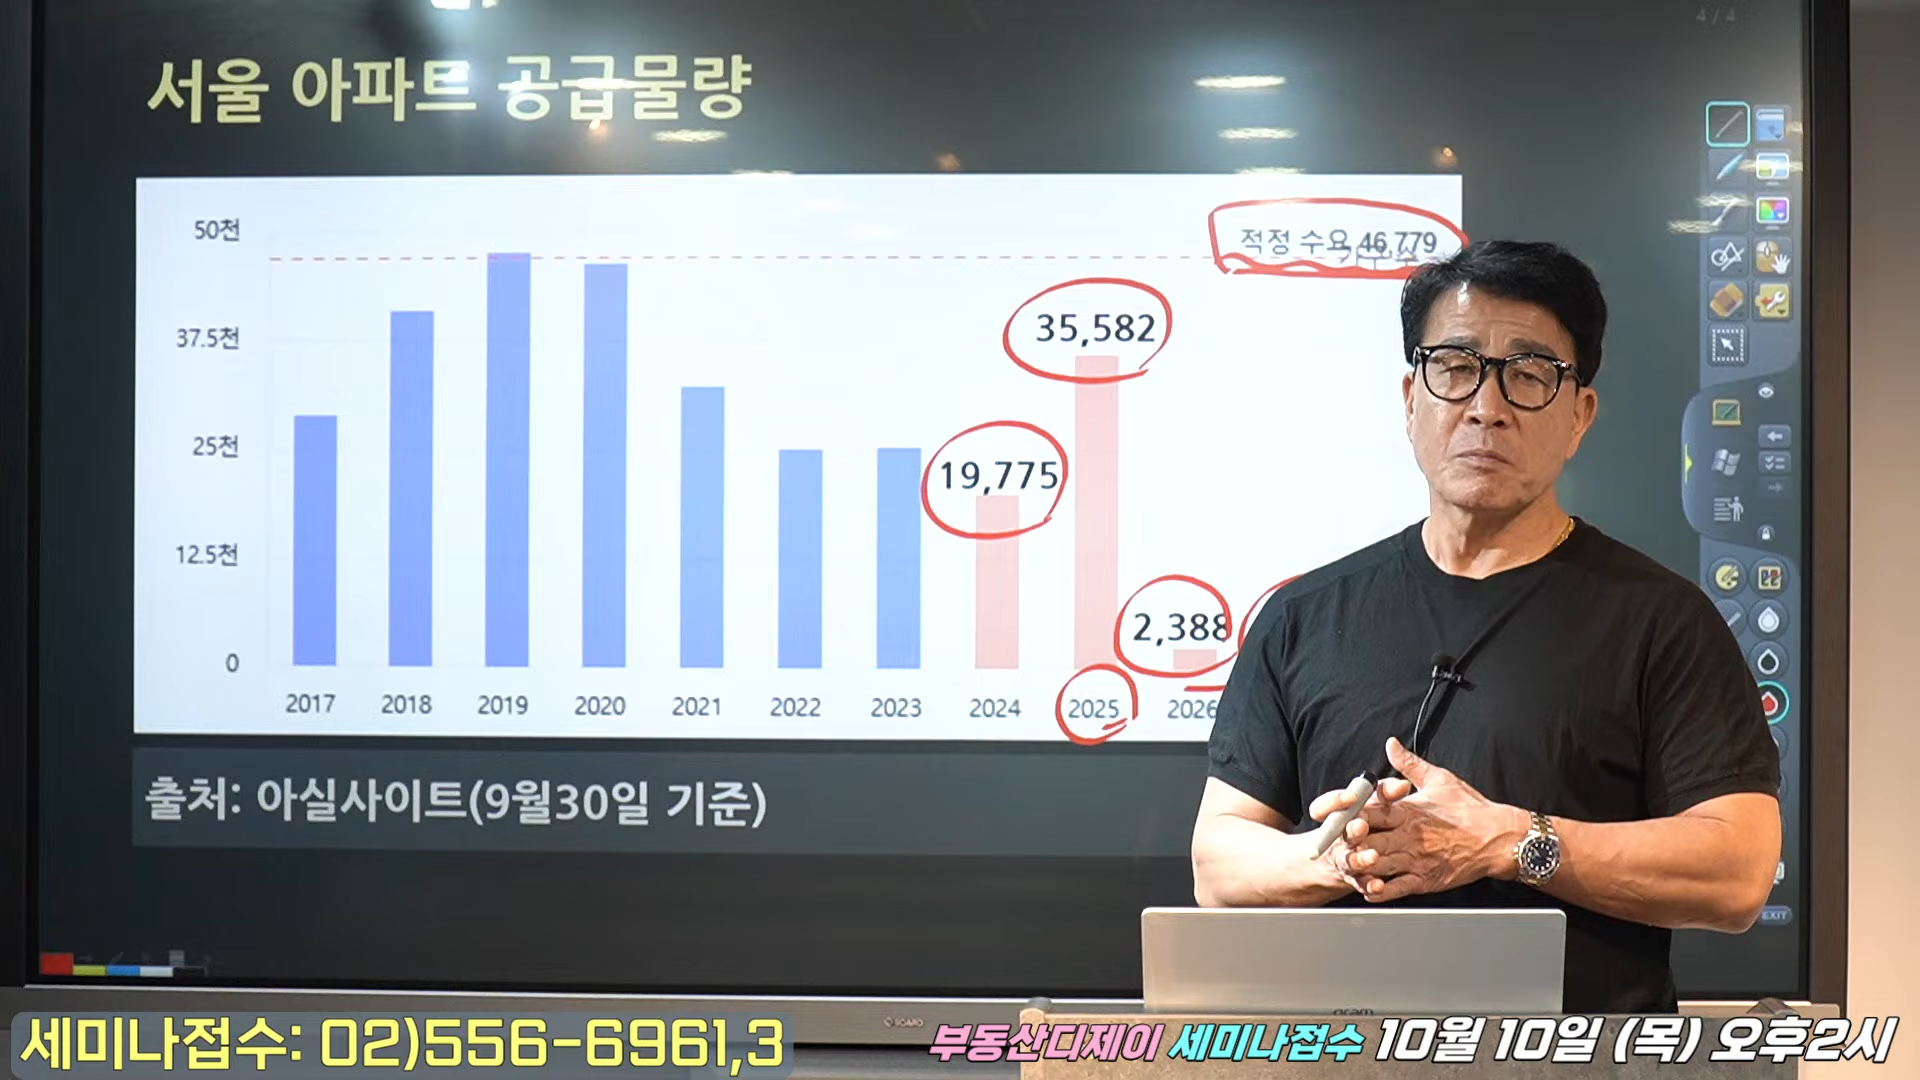 4 / 4
서울 아파트 공급물량
50천
적정 수요 46,779
37.5천
35,582
25천
19,775
12.5천
2,388
0
2017 2018 2019 2020 2021 2022 2023 2024 2025 2026
출처: 아실사이트(9월30일 기준)
EXIT
세미나접수: 02)556-6961,3
부동산디제이 세미나접수 10월 10일 (목) 오후2시